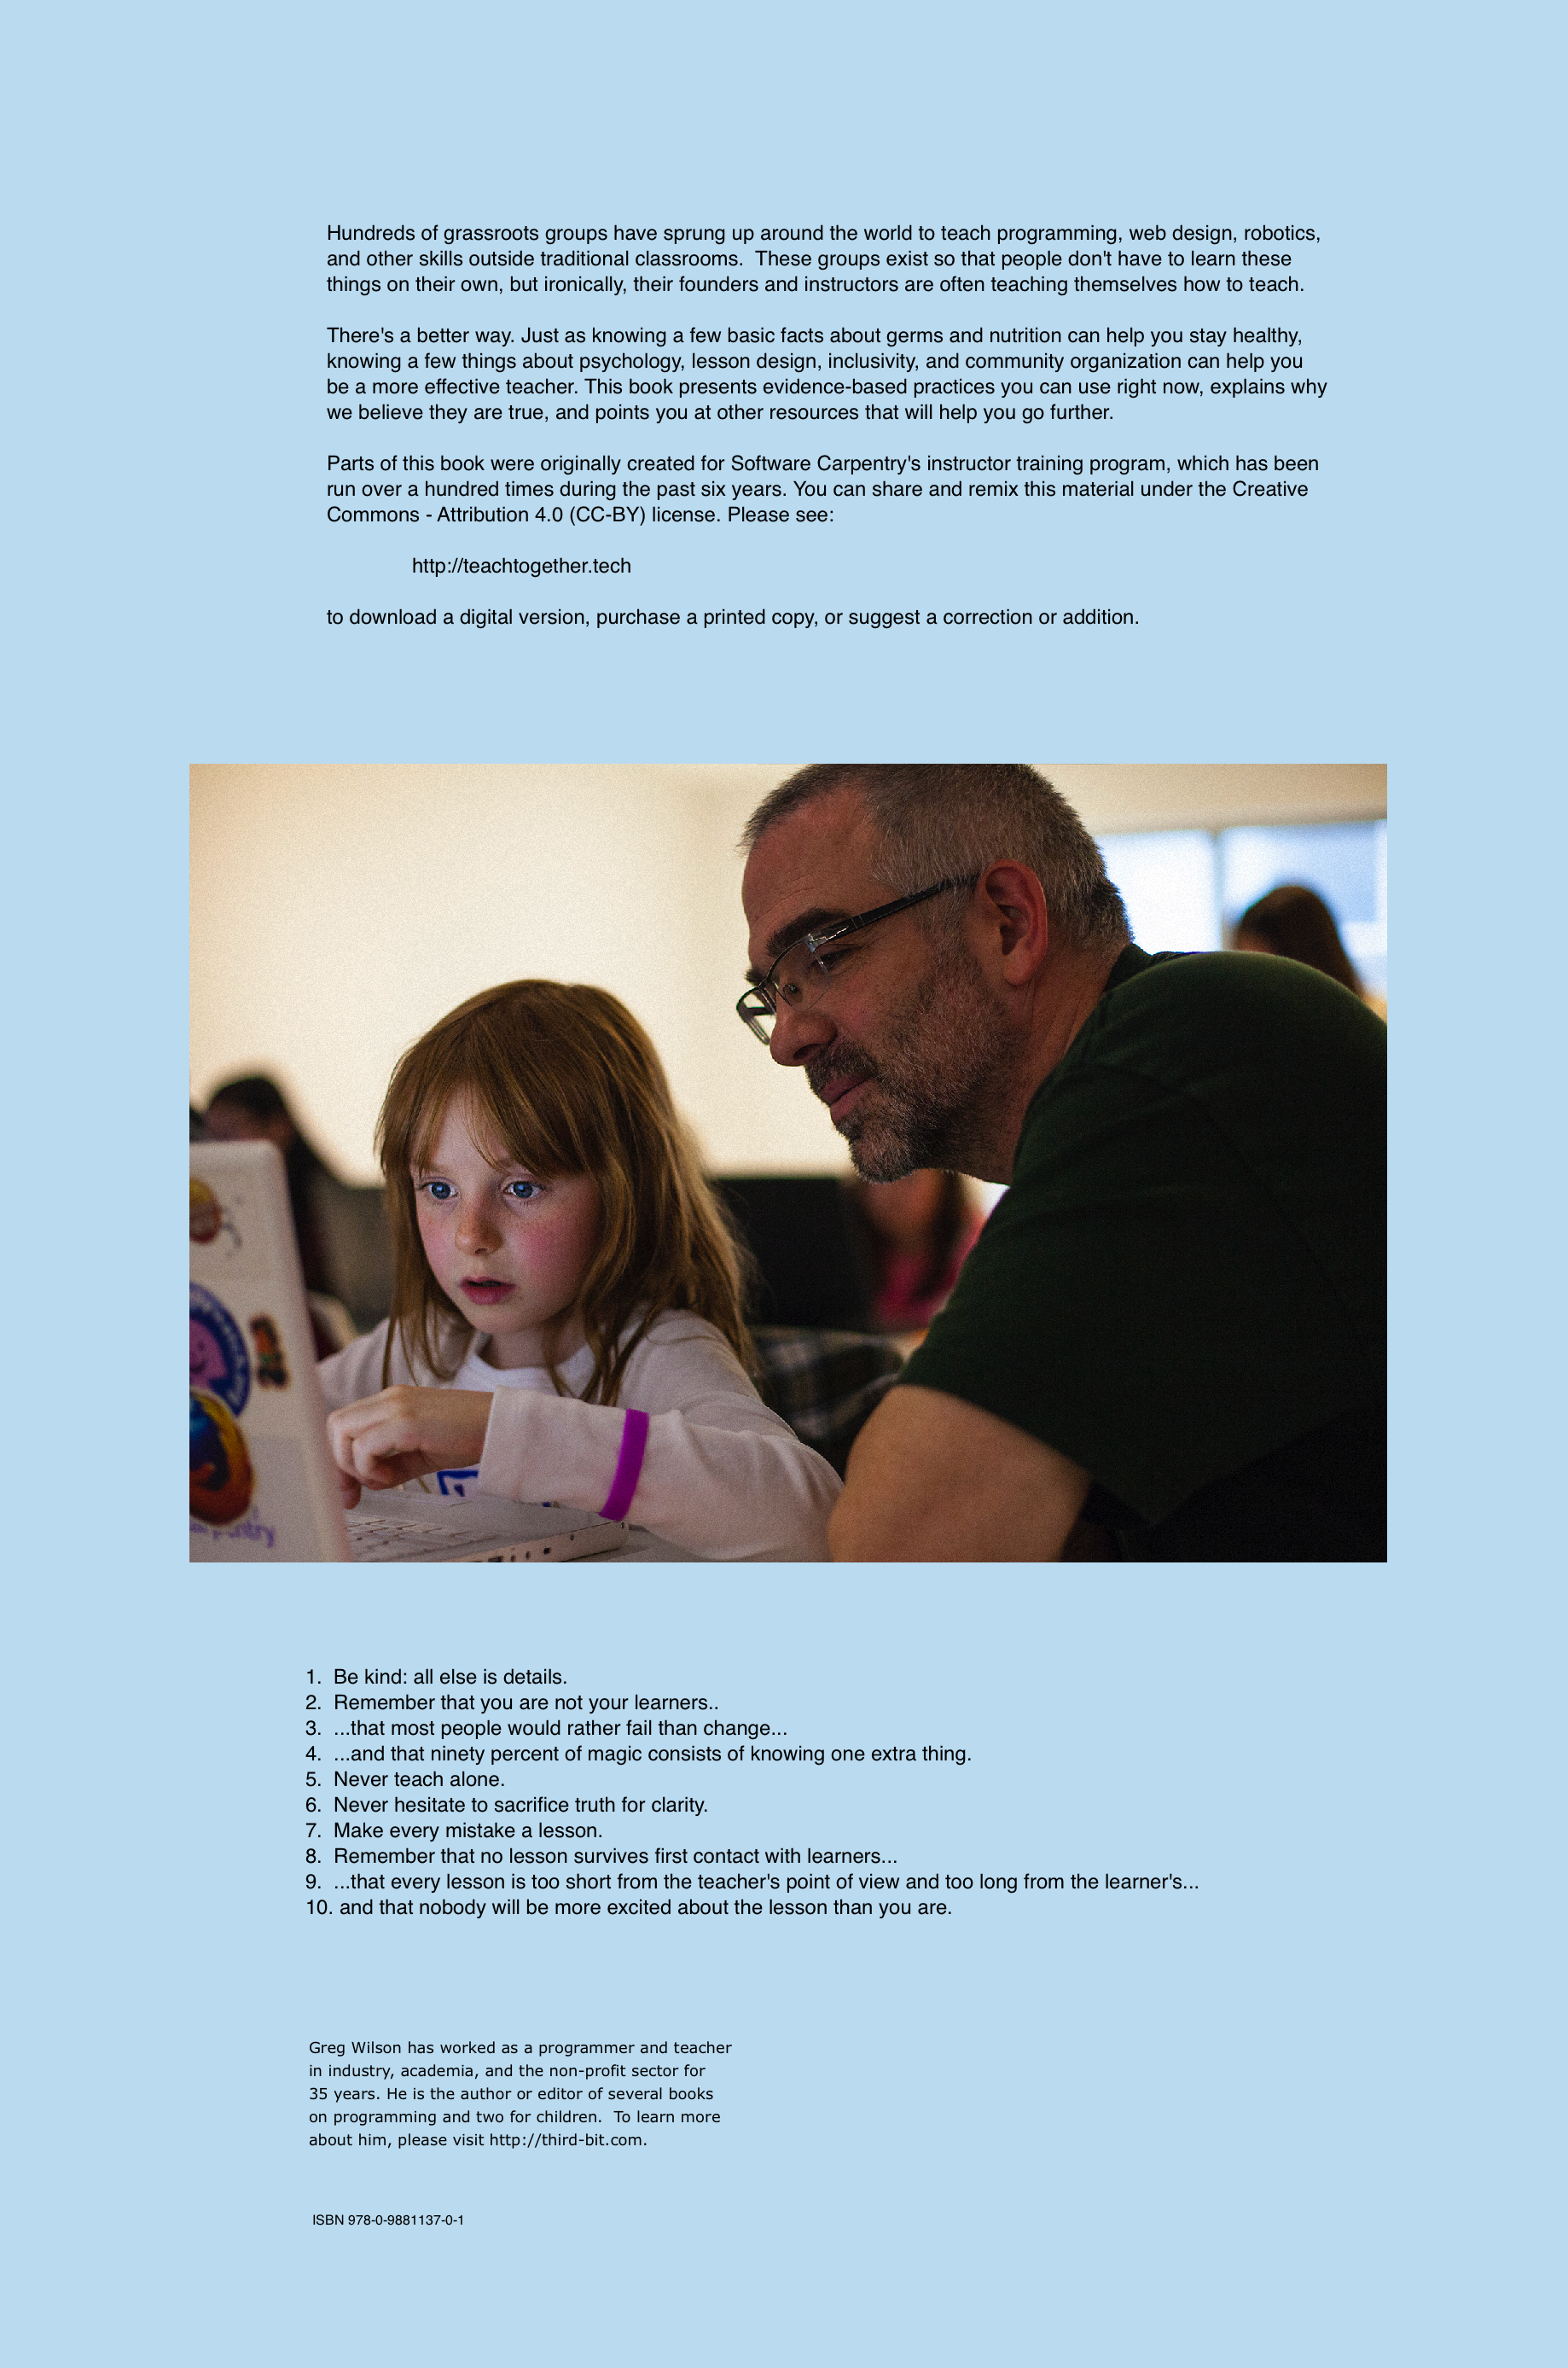 Hundreds of grassroots groups have sprung up around the world to teach programming, web design, robotics,
and other skills outside traditional classrooms.  These groups exist so that people don't have to learn these
things on their own, but ironically, their founders and instructors are often teaching themselves how to teach.
There's a better way. Just as knowing a few basic facts about germs and nutrition can help you stay healthy,
knowing a few things about psychology, lesson design, inclusivity, and community organization can help you
be a more effective teacher. This book presents evidence-based practices you can use right now, explains why
we believe they are true, and points you at other resources that will help you go further.
Parts of this book were originally created for Software Carpentry's instructor training program, which has been
run over a hundred times during the past six years. You can share and remix this material under the Creative
Commons - Attribution 4.0 (CC-BY) license. Please see:
http://teachtogether.tech
to download a digital version, purchase a printed copy, or suggest a correction or addition.
1.  Be kind: all else is details.
2.  Remember that you are not your learners..
3.  ...that most people would rather fail than change...
4.  ...and that ninety percent of magic consists of knowing one extra thing.
5.  Never teach alone.
6.  Never hesitate to sacrifice truth for clarity.
7.  Make every mistake a lesson.
8.  Remember that no lesson survives first contact with learners...
9.  ...that every lesson is too short from the teacher's point of view and too long from the learner's...
10. and that nobody will be more excited about the lesson than you are.
Greg Wilson has worked as a programmer and teacher
in industry, academia, and the non-profit sector for
35 years. He is the author or editor of several books
on programming and two for children.  To learn more
about him, please visit http://third-bit.com.
ISBN 978-0-9881137-0-1